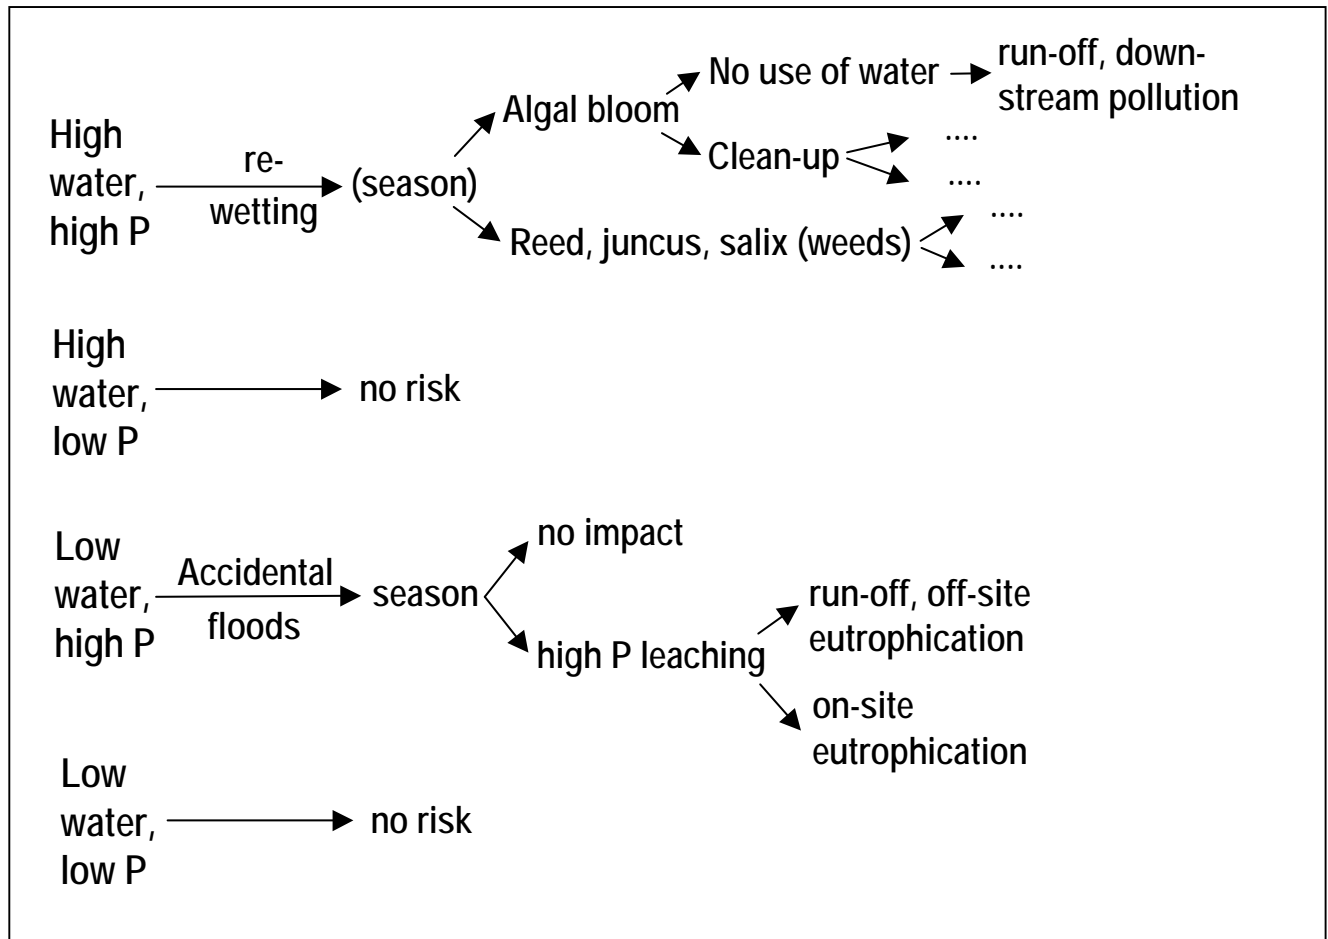 High
water,
high P
re-
wetting
(season)
Algal bloom
No use of water
run-off, down-
stream pollution
Clean-up
....
....
Reed, juncus, salix (weeds)
....
....
High
water,
low P
no risk
Low
water,
high P
Accidental
floods
season
no impact
high P leaching
run-off, off-site
eutrophication
on-site
eutrophication
Low
water,
low P
no risk